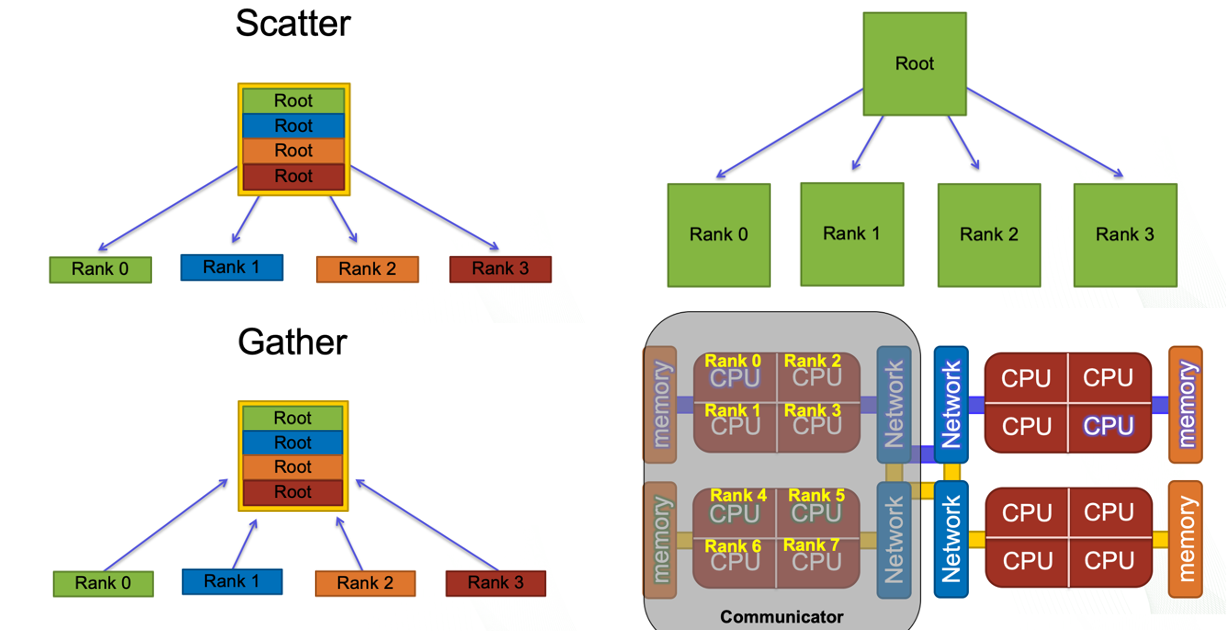 Scatter
Root
Root
Root
Root
Rank 0
Rank 1
Rank 2
Rank 3
Root
Rank 0
Rank 1
Rank 2
Rank 3
Gather
Root
Root
Root
Root
Rank 0
Rank 1
Rank 2
Rank 3
memory
Rank 0
CPU
Rank 2
CPU
Rank 1
CPU
Rank 3
CPU
Network
Network
CPU
CPU
CPU
CPU
memory
memory
Rank 4
CPU
Rank 5
CPU
Rank 6
CPU
Rank 7
CPU
Network
Network
CPU
CPU
CPU
CPU
memory
Communicator